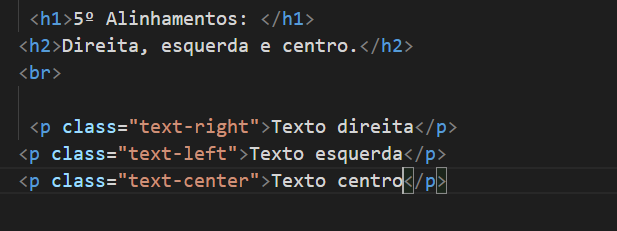 <h1>5º Alinhamentos: </h1>
<h2>Direita, esquerda e centro.</h2>
<br>
<p class="text-right">Texto direita</p>
<p class="text-left">Texto esquerda</p>
<p class="text-center">Texto centro</p>